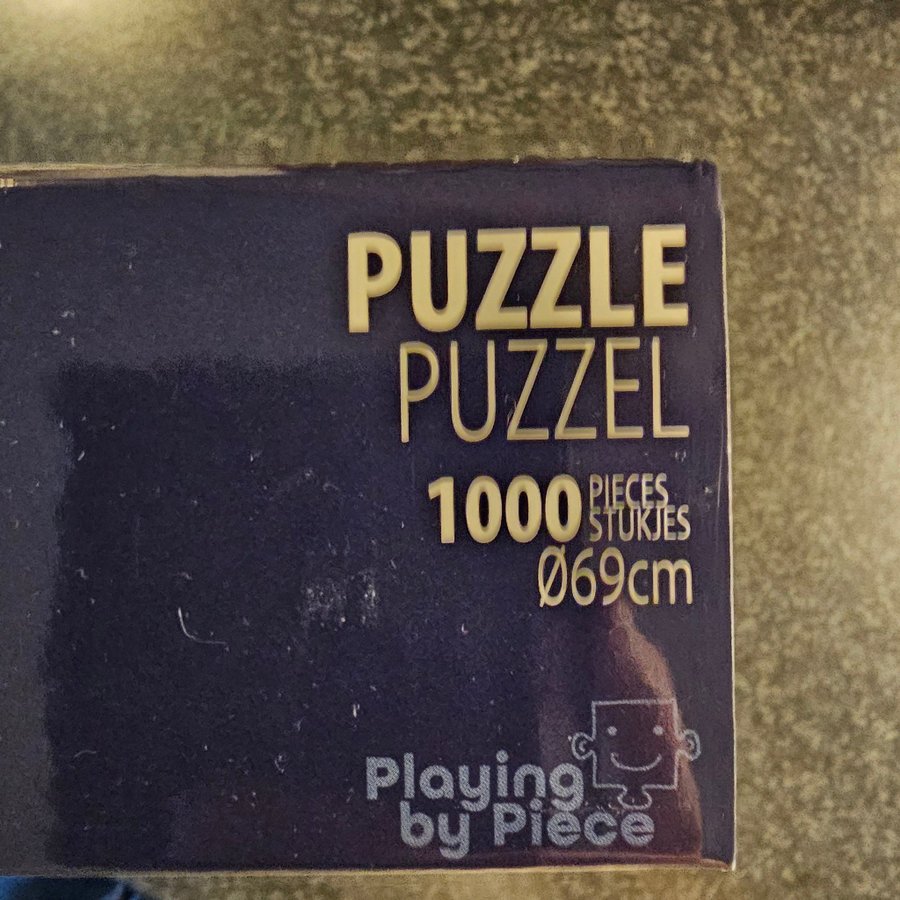 PUZZLE
PUZZEL
1000 PIECES
STUKJES
Ø69cm
Playing
by Piece